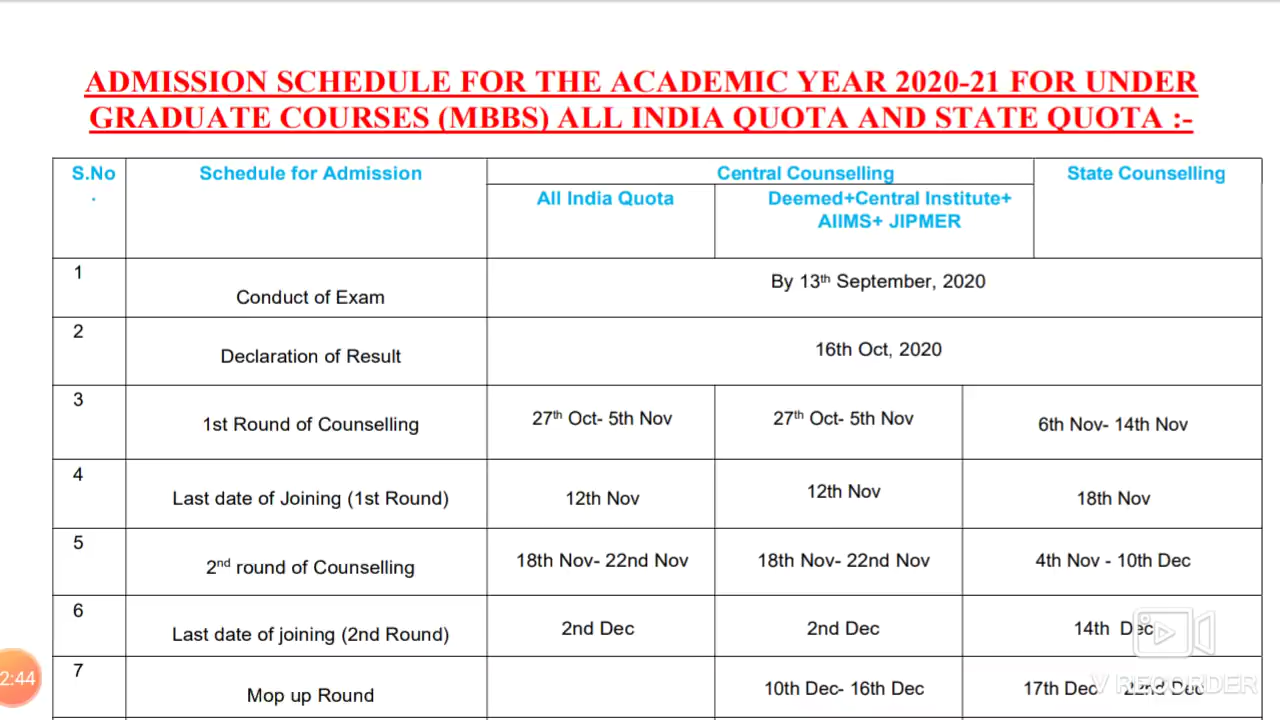 ADMISSION SCHEDULE FOR THE ACADEMIC YEAR 2020-21 FOR UNDER
GRADUATE COURSES (MBBS) ALL INDIA QUOTA AND STATE QUOTA :-
S.No
.
Schedule for Admission
Central Counselling
State Counselling
All India Quota
Deemed+Central Institute+
AIIMS+ JIPMER
1
Conduct of Exam
By 13th September, 2020
2
Declaration of Result
16th Oct, 2020
3
1st Round of Counselling
27th Oct- 5th Nov
27th Oct- 5th Nov
6th Nov- 14th Nov
4
Last date of Joining (1st Round)
12th Nov
12th Nov
18th Nov
5
2nd round of Counselling
18th Nov- 22nd Nov
18th Nov- 22nd Nov
4th Nov - 10th Dec
6
Last date of joining (2nd Round)
2nd Dec
2nd Dec
14th Dec
7
Mop up Round
10th Dec- 16th Dec
17th Dec 22nd Dec
2:44
V RECORDER